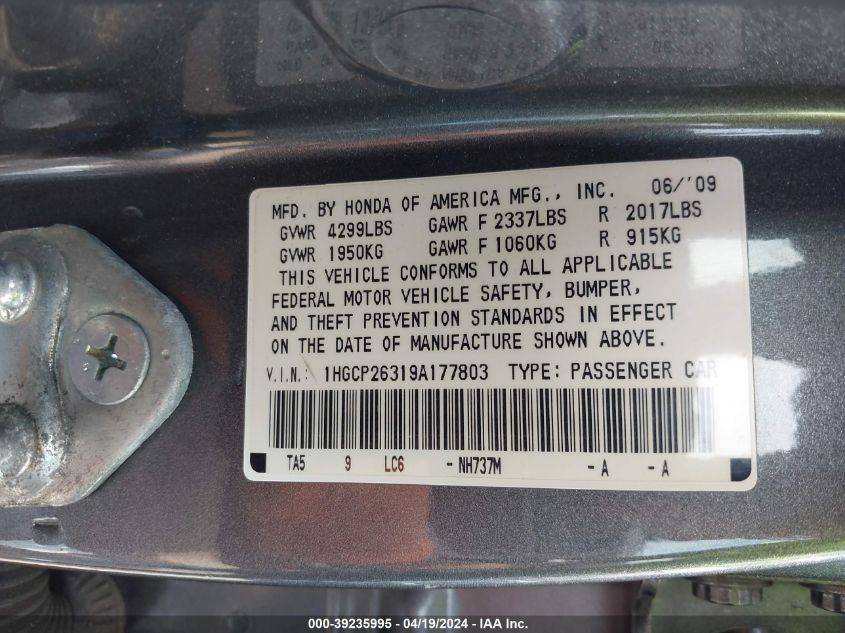 MFD. BY HONDA OF AMERICA MFG., INC. 06/'09
GVWR 4299LBS GAWR F 2337LBS R 2017LBS
GVWR 1950KG GAWR F 1060KG R 915KG
THIS VEHICLE CONFORMS TO ALL APPLICABLE
FEDERAL MOTOR VEHICLE SAFETY, BUMPER,
AND THEFT PREVENTION STANDARDS IN EFFECT
ON THE DATE OF MANUFACTURE SHOWN ABOVE.
V.I.N.: 1HGCP26319A177803 TYPE: PASSENGER CAR
TA5 9 LC6 - NH737M - A - A
000-39235995 - 04/19/2024 - IAA Inc.